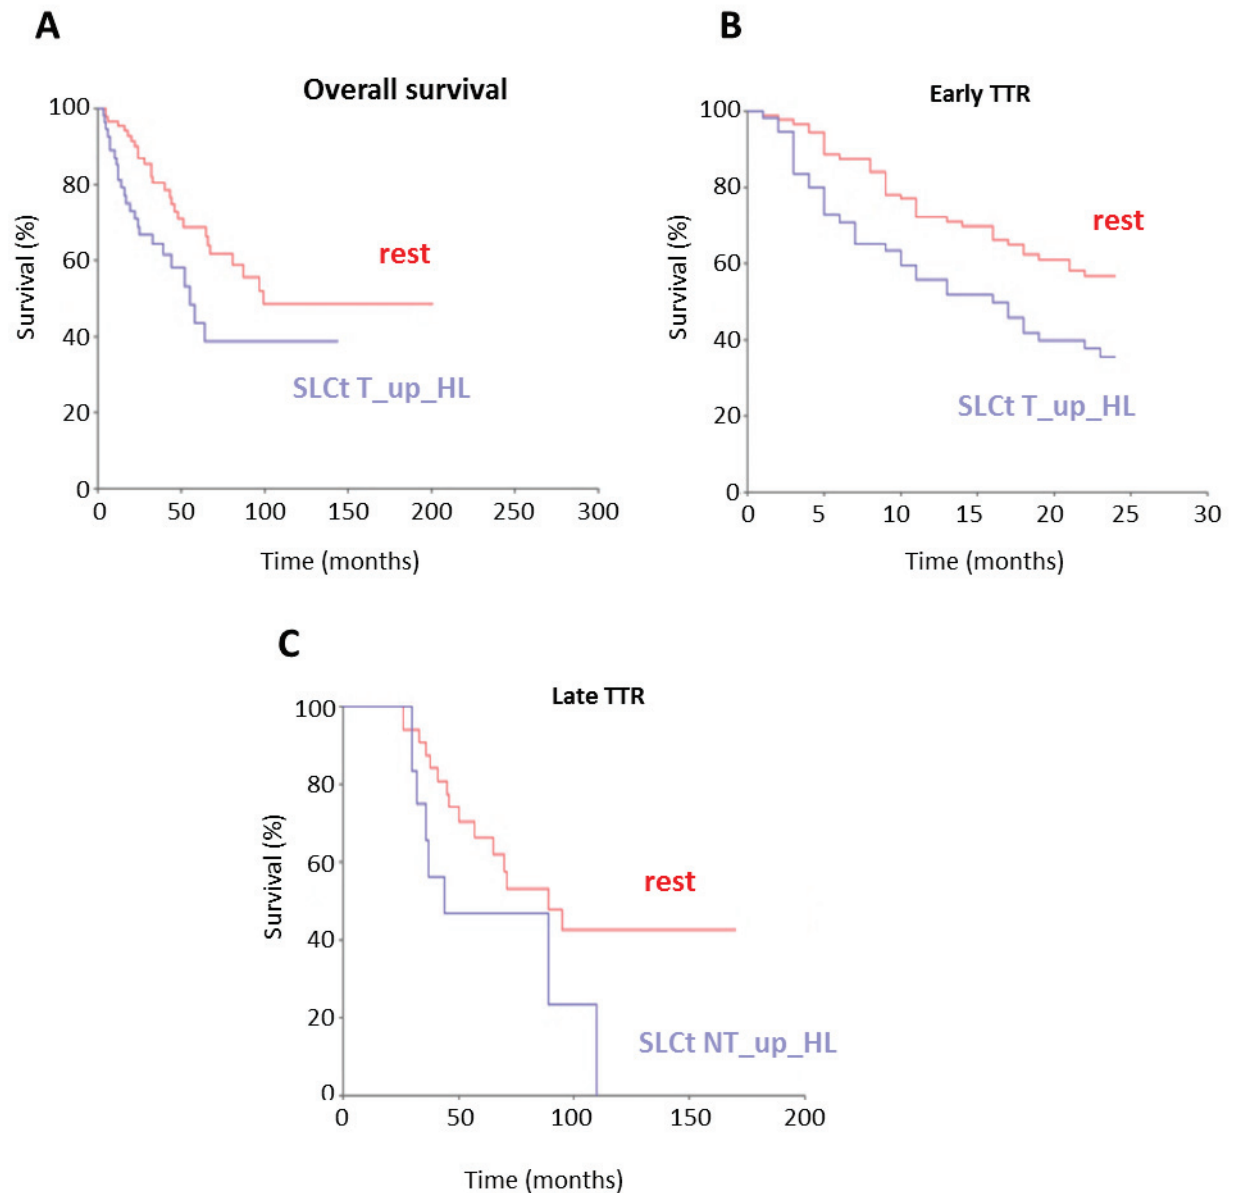 A
Overall survival
100
80
60
40
20
0
Survival (%)
rest
SLCt T_up_HL
0 50 100 150 200 250 300
Time (months)
B
Early TTR
100
80
60
40
20
0
Survival (%)
rest
SLCt T_up_HL
0 5 10 15 20 25 30
Time (months)
C
Late TTR
100
80
60
40
20
0
Survival (%)
rest
SLCt NT_up_HL
0 50 100 150 200
Time (months)